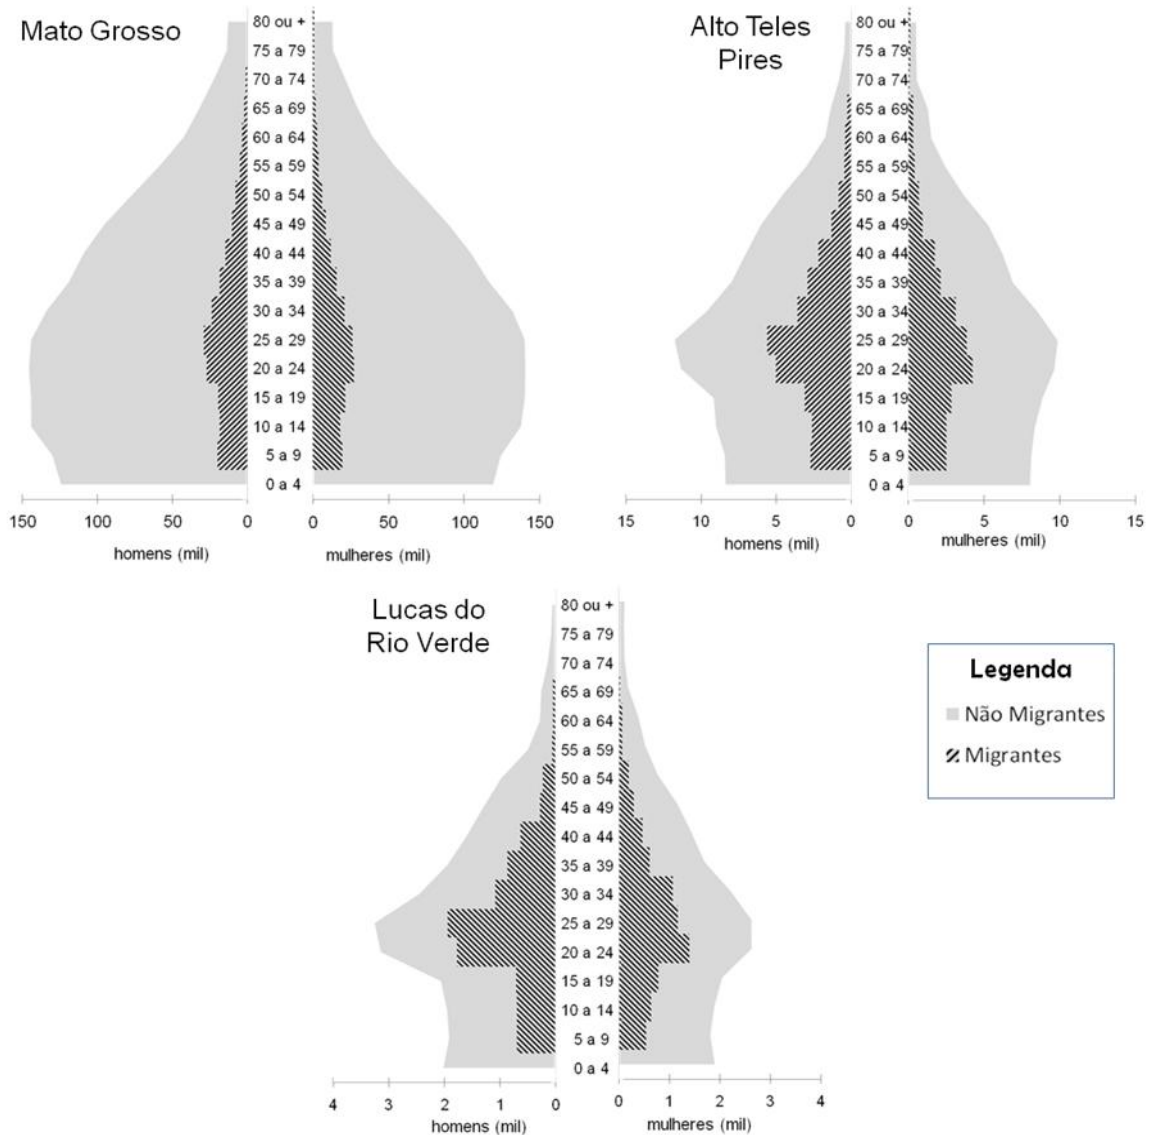 Mato Grosso
80 ou +
75 a 79
70 a 74
65 a 69
60 a 64
55 a 59
50 a 54
45 a 49
40 a 44
35 a 39
30 a 34
25 a 29
20 a 24
15 a 19
10 a 14
5 a 9
0 a 4
150 100 50 0 0 50 100 150
homens (mil) mulheres (mil)
Alto Teles
Pires
80 ou +
75 a 79
70 a 74
65 a 69
60 a 64
55 a 59
50 a 54
45 a 49
40 a 44
35 a 39
30 a 34
25 a 29
20 a 24
15 a 19
10 a 14
5 a 9
0 a 4
15 10 5 0 0 5 10 15
homens (mil) mulheres (mil)
Lucas do
Rio Verde
80 ou +
75 a 79
70 a 74
65 a 69
60 a 64
55 a 59
50 a 54
45 a 49
40 a 44
35 a 39
30 a 34
25 a 29
20 a 24
15 a 19
10 a 14
5 a 9
0 a 4
4 3 2 1 0 0 1 2 3 4
homens (mil) mulheres (mil)
Legenda
Não Migrantes
Migrantes